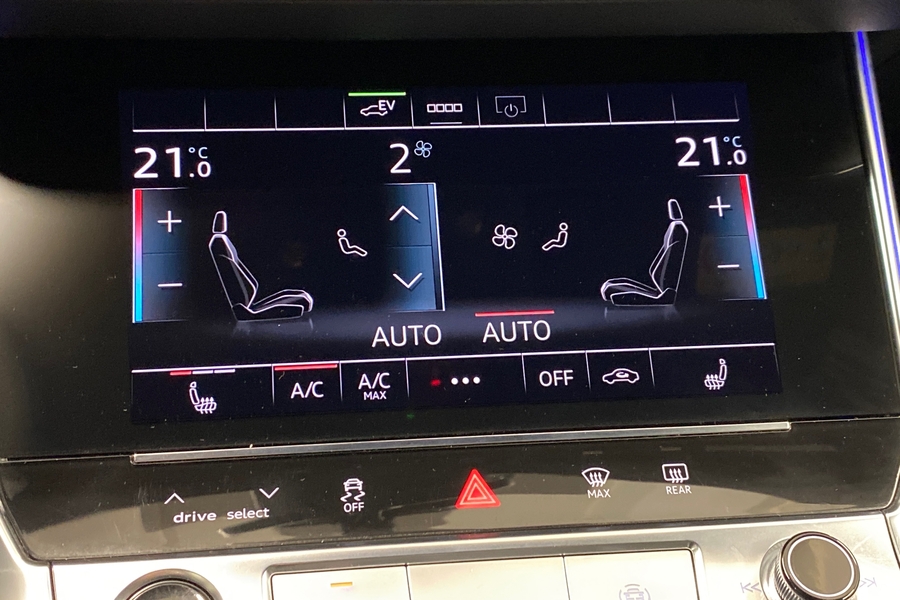 EV
21.0 °C
2
21.0 °C
AUTO
AUTO
A/C
A/C
MAX
OFF
OFF
MAX
REAR
drive select